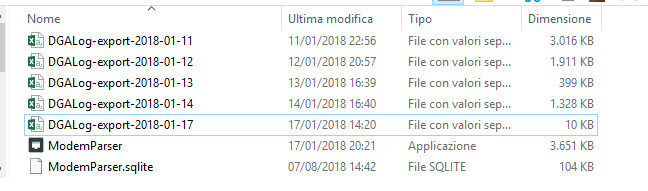 Nome Ultima modifica Tipo Dimensione
DGALog-export-2018-01-11 11/01/2018 22:56 File con valori sep... 3.016 KB
DGALog-export-2018-01-12 12/01/2018 20:57 File con valori sep... 1.911 KB
DGALog-export-2018-01-13 13/01/2018 16:39 File con valori sep... 399 KB
DGALog-export-2018-01-14 14/01/2018 16:40 File con valori sep... 1.328 KB
DGALog-export-2018-01-17 17/01/2018 14:20 File con valori sep... 10 KB
ModemParser 17/01/2018 20:21 Applicazione 3.651 KB
ModemParser.sqlite 07/08/2018 14:42 File SQLITE 104 KB